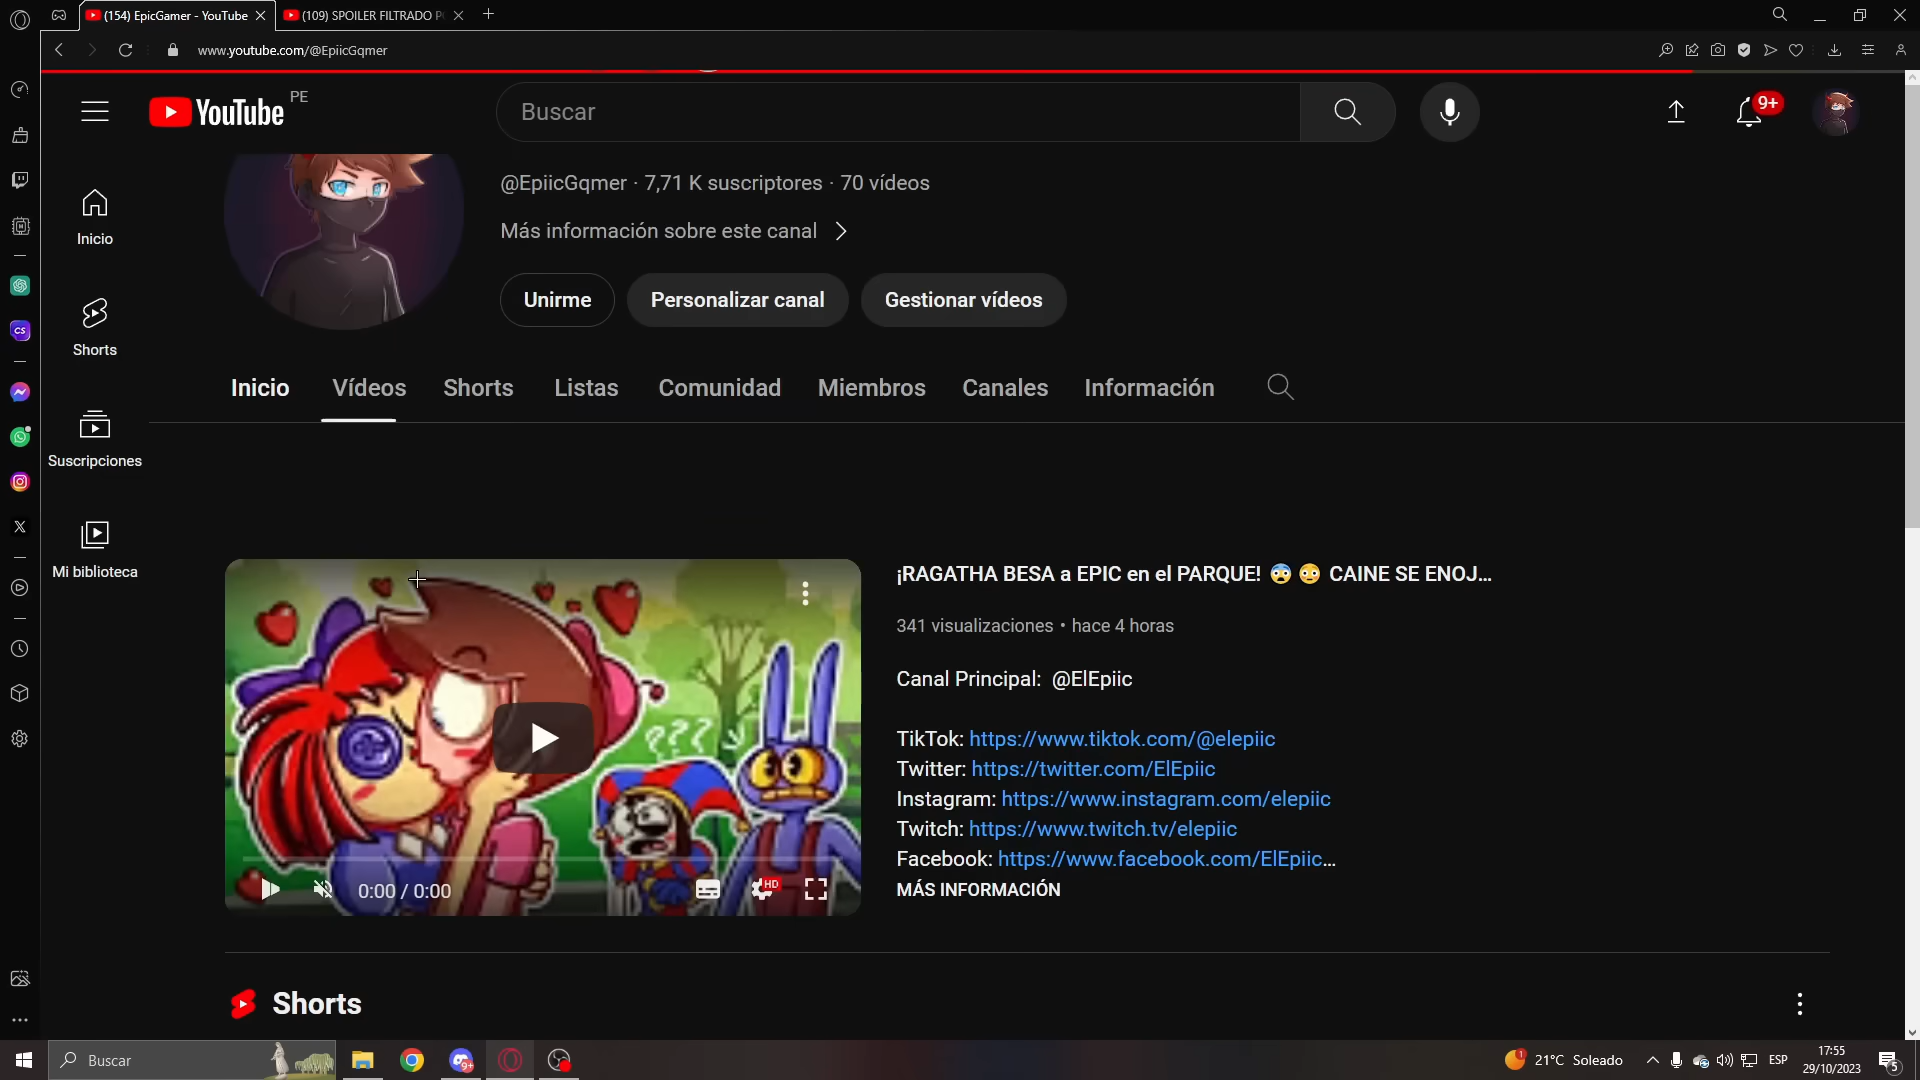 (154) EpicGamer - YouTube
(109) SPOILER FILTRADO P
www.youtube.com/@EpiicGqmer
YouTube PE
Buscar
9+
@EpiicGqmer · 7,71 K suscriptores · 70 vídeos
Más información sobre este canal
Unirme
Personalizar canal
Gestionar vídeos
Inicio
Shorts
Suscripciones
Mi biblioteca
Inicio
Vídeos
Shorts
Listas
Comunidad
Miembros
Canales
Información
CS
¡RAGATHA BESA a EPIC en el PARQUE! 😨 😳 CAINE SE ENOJ...
341 visualizaciones • hace 4 horas
Canal Principal: @ElEpiic
TikTok: https://www.tiktok.com/@elepiic
Twitter: https://twitter.com/ElEpiic
Instagram: https://www.instagram.com/elepiic
Twitch: https://www.twitch.tv/elepiic
Facebook: https://www.facebook.com/ElEpiic...
MÁS INFORMACIÓN
???
0:00 / 0:00
HD
Shorts
Buscar
9+
1
21°C Soleado
ESP
17:55
29/10/2023
5